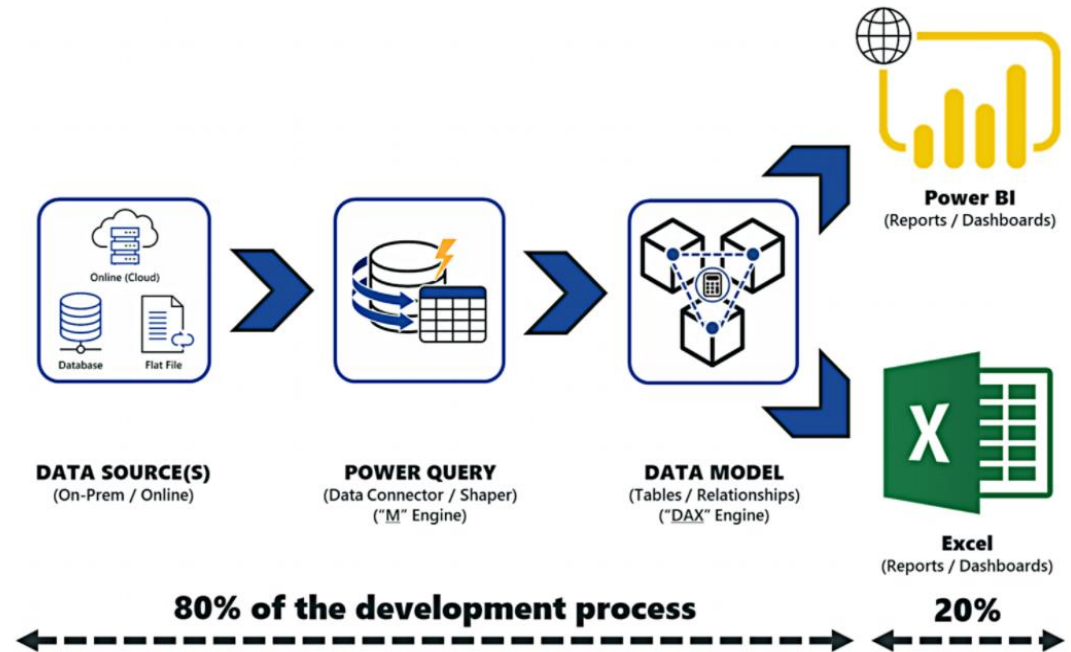 Online (Cloud)
Database
Flat File
DATA SOURCE(S)
(On-Prem / Online)
POWER QUERY
(Data Connector / Shaper)
("M" Engine)
DATA MODEL
(Tables / Relationships)
("DAX" Engine)
Power BI
(Reports / Dashboards)
X
Excel
(Reports / Dashboards)
80% of the development process
20%